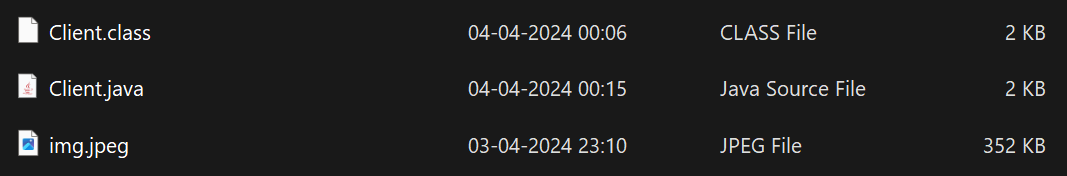 Client.class 04-04-2024 00:06 CLASS File 2 KB
Client.java 04-04-2024 00:15 Java Source File 2 KB
img.jpeg 03-04-2024 23:10 JPEG File 352 KB